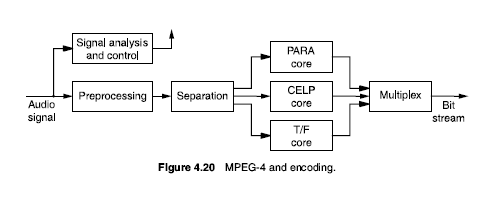 Signal analysis
and control
PARA
core
Audio
signal
Preprocessing
Separation
CELP
core
Multiplex
Bit
stream
T/F
core
Figure 4.20 MPEG-4 and encoding.